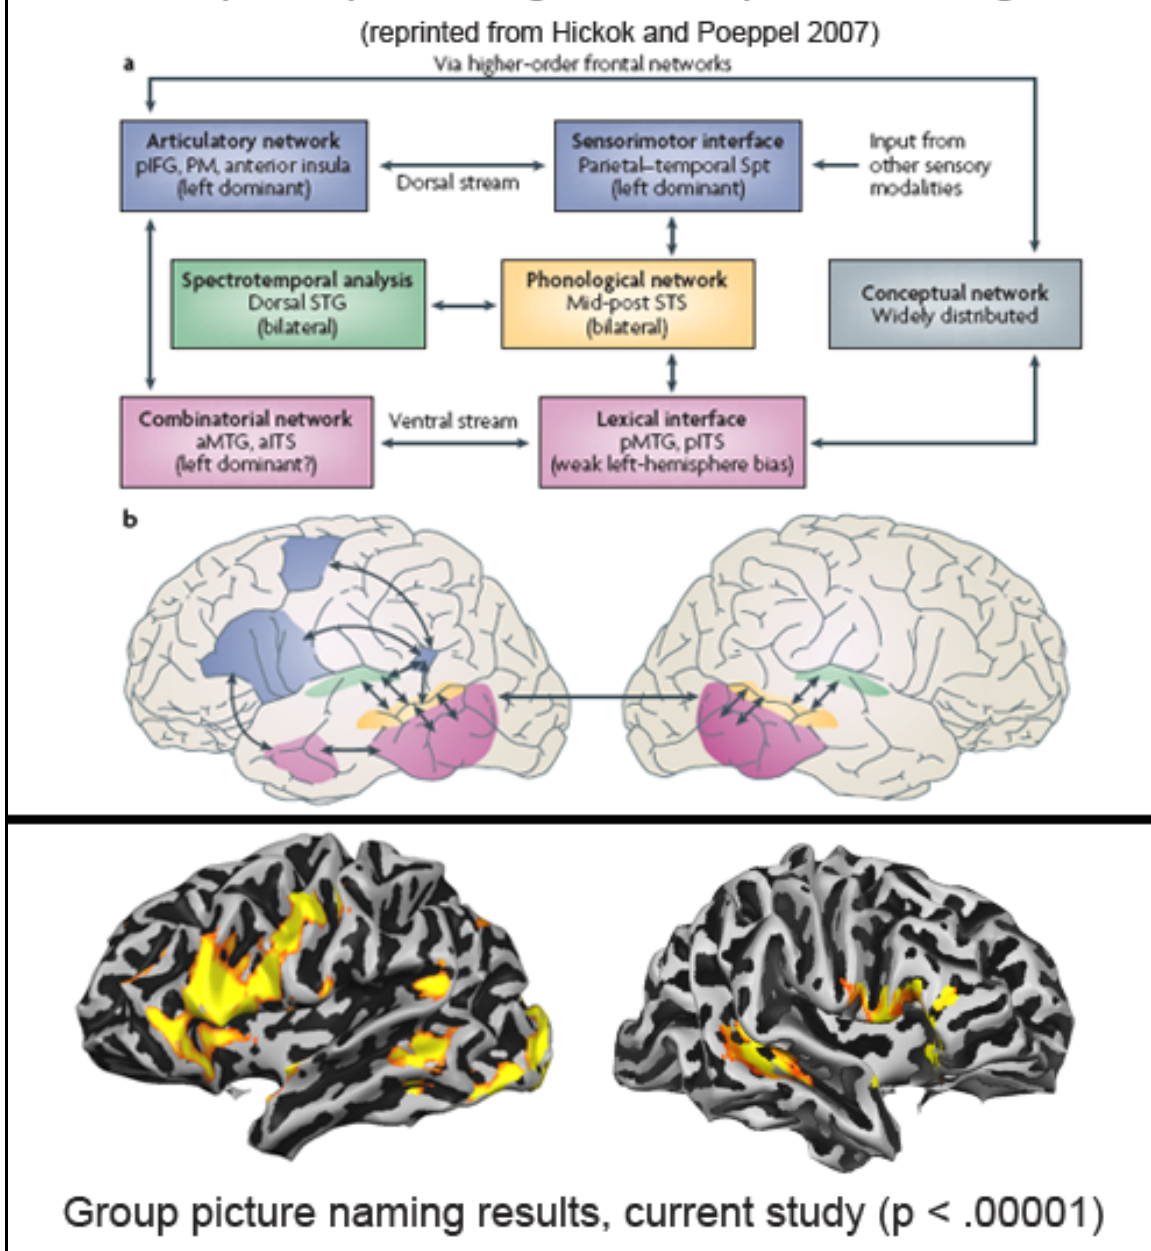 (reprinted from Hickok and Poeppel 2007)
a
Via higher-order frontal networks
Articulatory network
pIFG, PM, anterior insula
(left dominant)
Dorsal stream
Sensorimotor interface
Parietal–temporal Spt
(left dominant)
Input from
other sensory
modalities
Spectrotemporal analysis
Dorsal STG
(bilateral)
Phonological network
Mid-post STS
(bilateral)
Conceptual network
Widely distributed
Combinatorial network
aMTG, aITS
(left dominant?)
Ventral stream
Lexical interface
pMTG, pITS
(weak left-hemisphere bias)
b
Group picture naming results, current study (p < .00001)